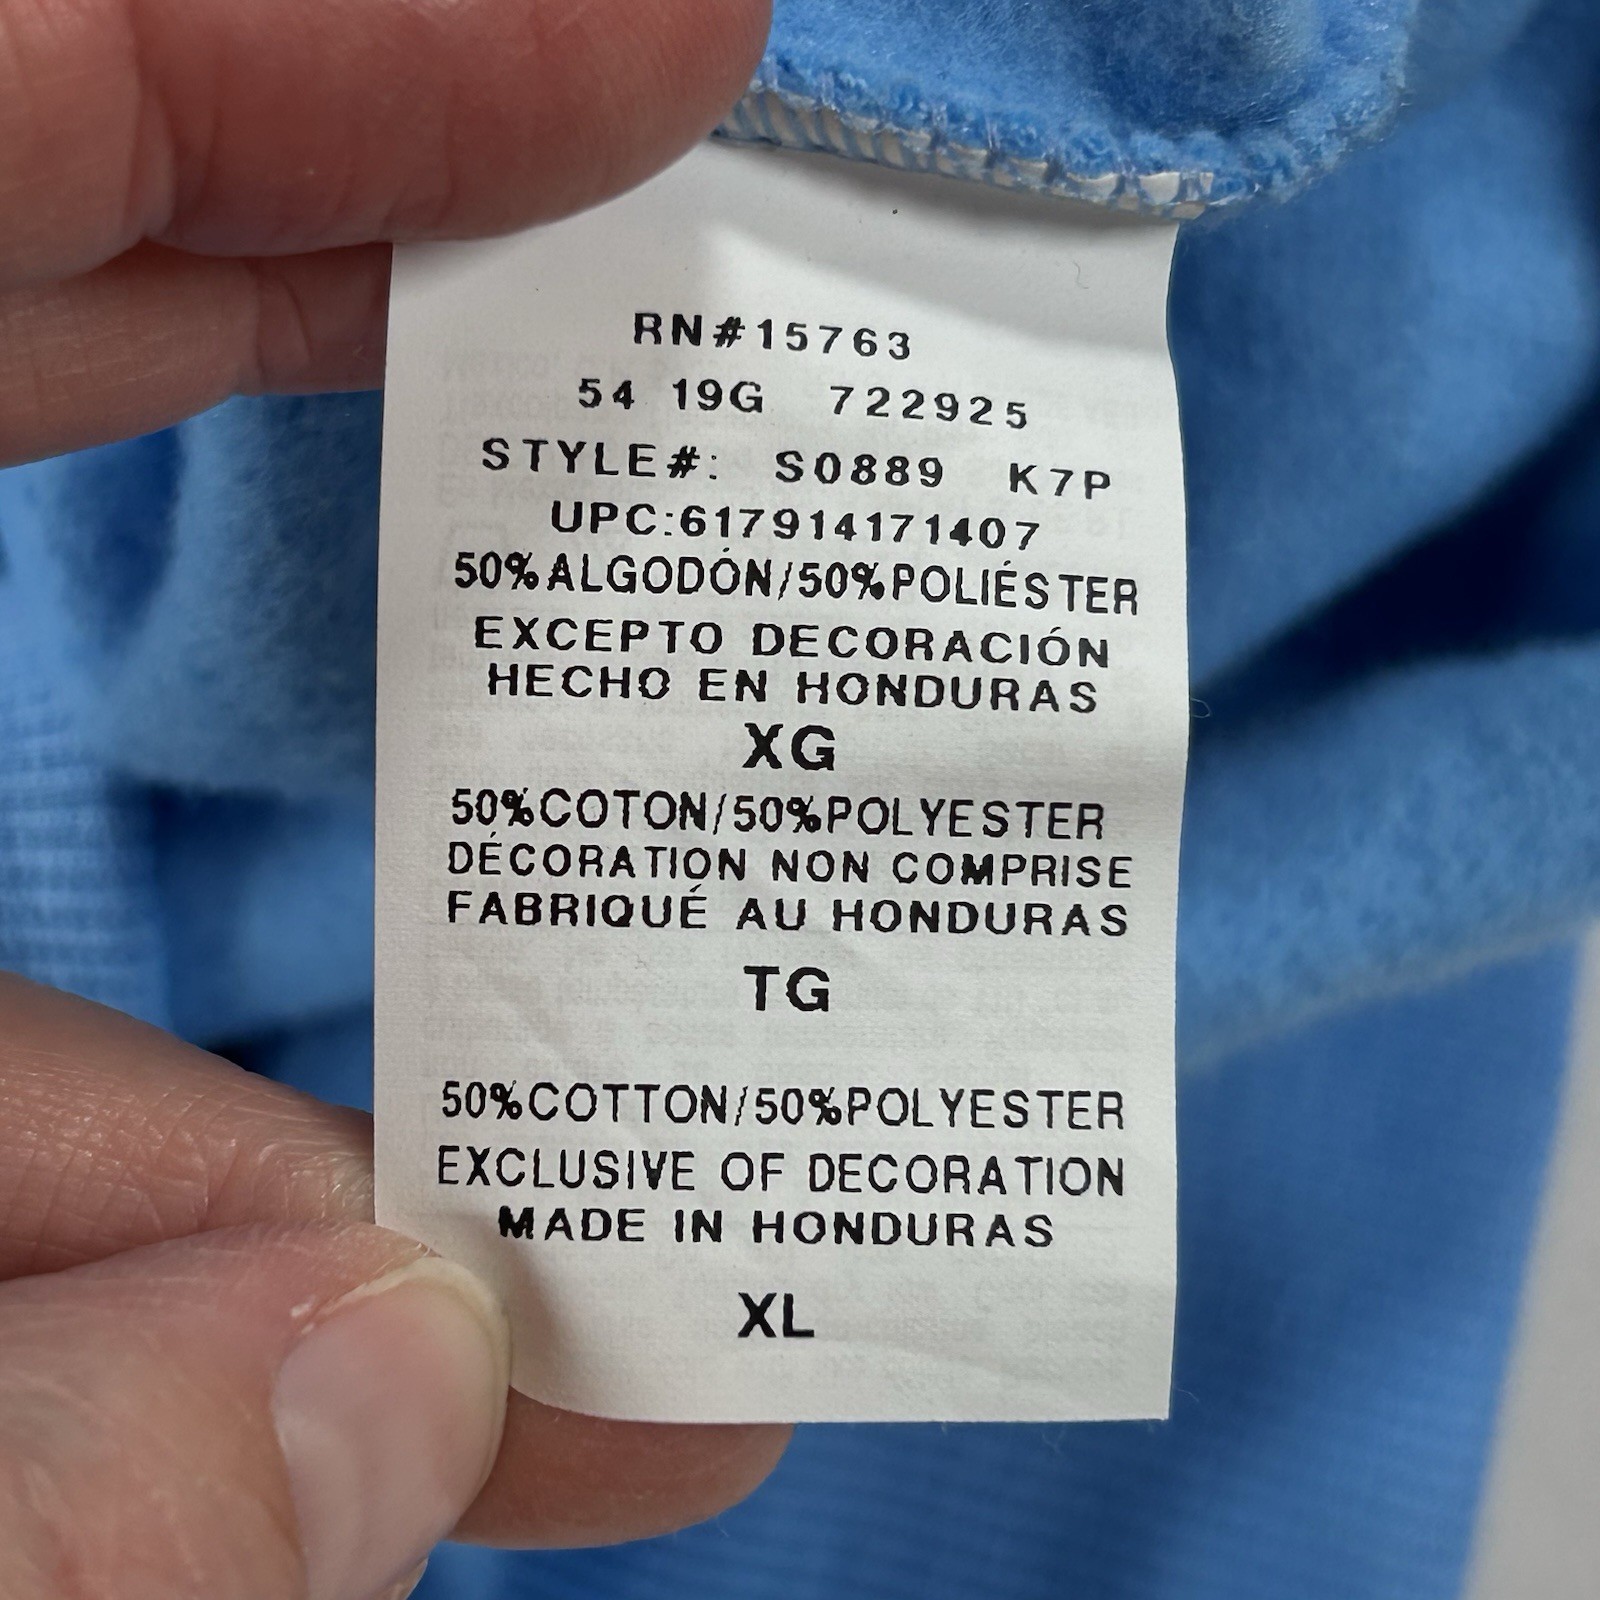 RN#15763
54 19G 722925
STYLE#: S0889 K7P
UPC:617914171407
50%ALGODÓN/50%POLIÉSTER
EXCEPTO DECORACIÓN
HECHO EN HONDURAS
XG
50%COTON/50%POLYESTER
DÉCORATION NON COMPRISE
FABRIQUÉ AU HONDURAS
TG
50%COTTON/50%POLYESTER
EXCLUSIVE OF DECORATION
MADE IN HONDURAS
XL